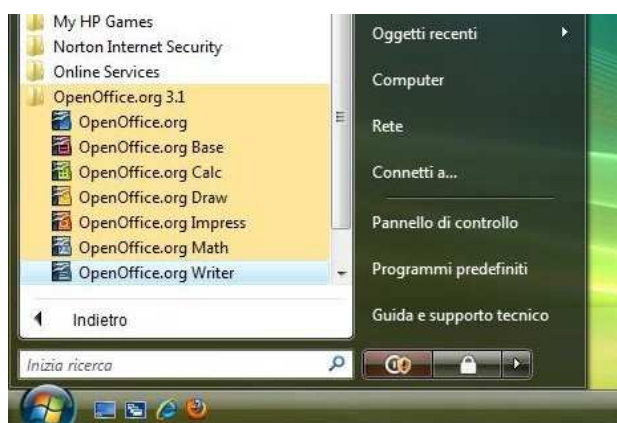 My HP Games
Norton Internet Security
Online Services
OpenOffice.org 3.1
OpenOffice.org
OpenOffice.org Base
OpenOffice.org Calc
OpenOffice.org Draw
OpenOffice.org Impress
OpenOffice.org Math
OpenOffice.org Writer
Indietro
Inizia ricerca
Oggetti recenti
Computer
Rete
Connetti a...
Pannello di controllo
Programmi predefiniti
Guida e supporto tecnico